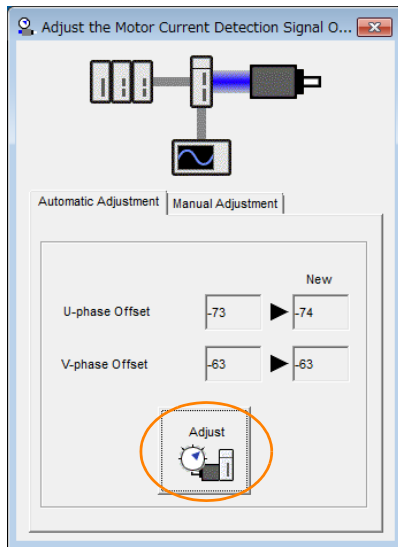 Adjust the Motor Current Detection Signal O...
Automatic Adjustment
Manual Adjustment
New
U-phase Offset
-73
-74
V-phase Offset
-63
-63
Adjust